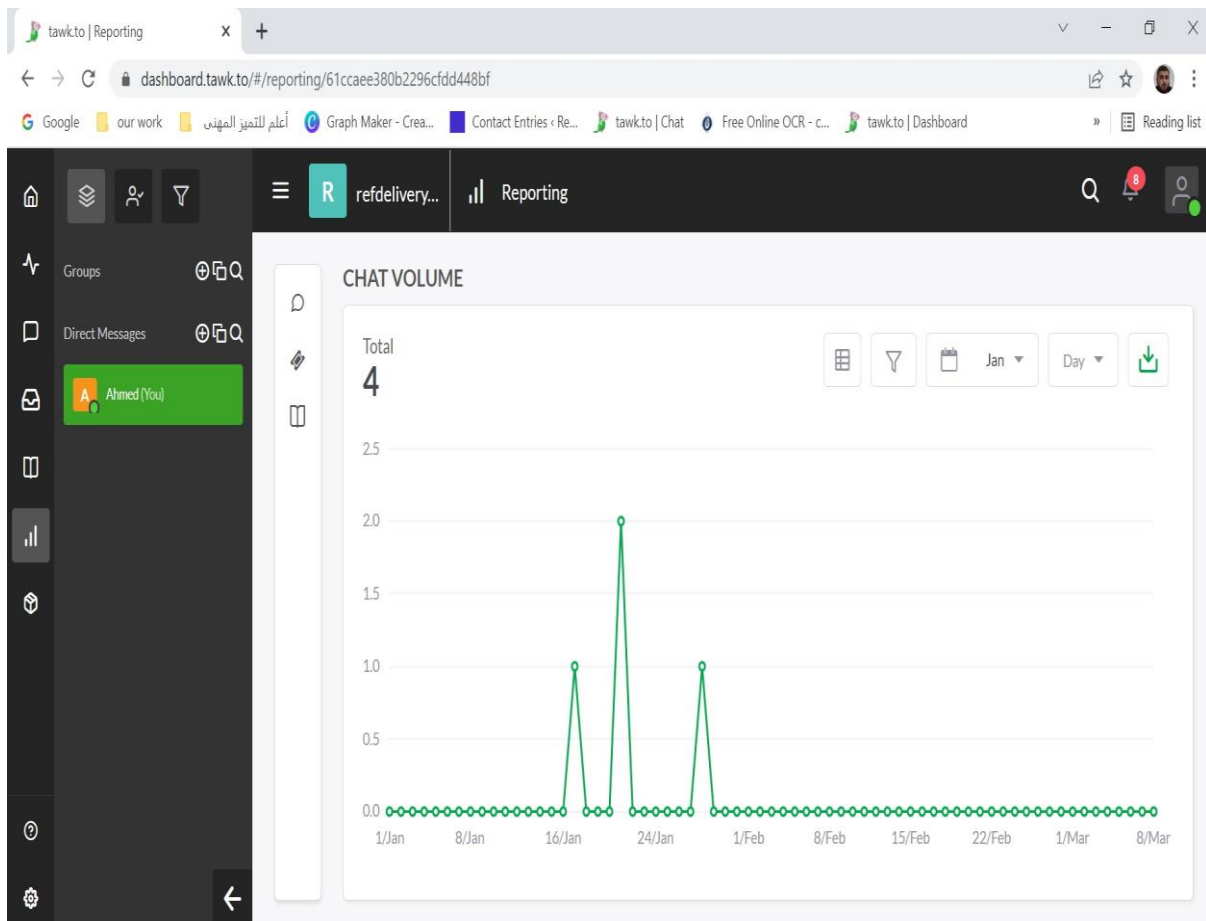 tawk.to | Reporting
dashboard.tawk.to/#/reporting/61ccaee380b2296cfdd448bf
Google our work أعلم للتميز المهنى Graph Maker - Crea... Contact Entries ‹ Re... tawk.to | Chat Free Online OCR - c... tawk.to | Dashboard » Reading list
R refdelivery... Reporting 8
Groups
Direct Messages
A Ahmed (You)
CHAT VOLUME
Total
4
Jan Day
2.5
2.0
1.5
1.0
0.5
0.0
1/Jan 8/Jan 16/Jan 24/Jan 1/Feb 8/Feb 15/Feb 22/Feb 1/Mar 8/Mar